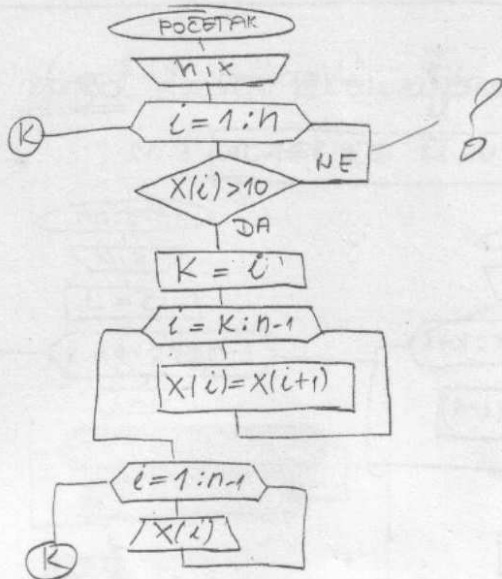 POČETAK
n, x
K
i = 1 : n
?
NE
X(i) > 10
DA
K = i
i = K : n-1
X(i) = X(i+1)
i = 1 : n-1
X(i)
K